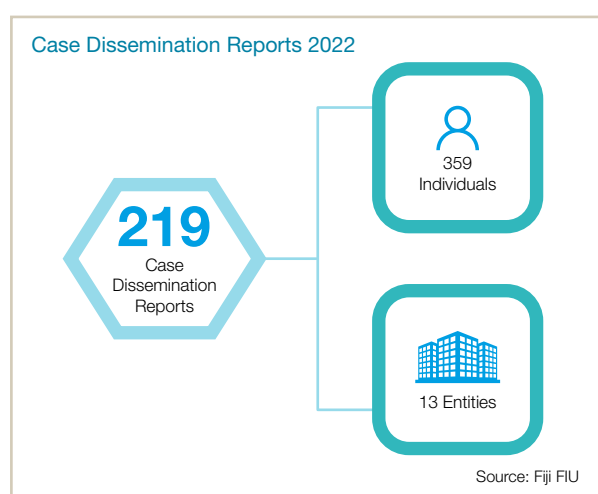 Case Dissemination Reports 2022
219
Case
Dissemination
Reports
359
Individuals
13 Entities
Source: Fiji FIU